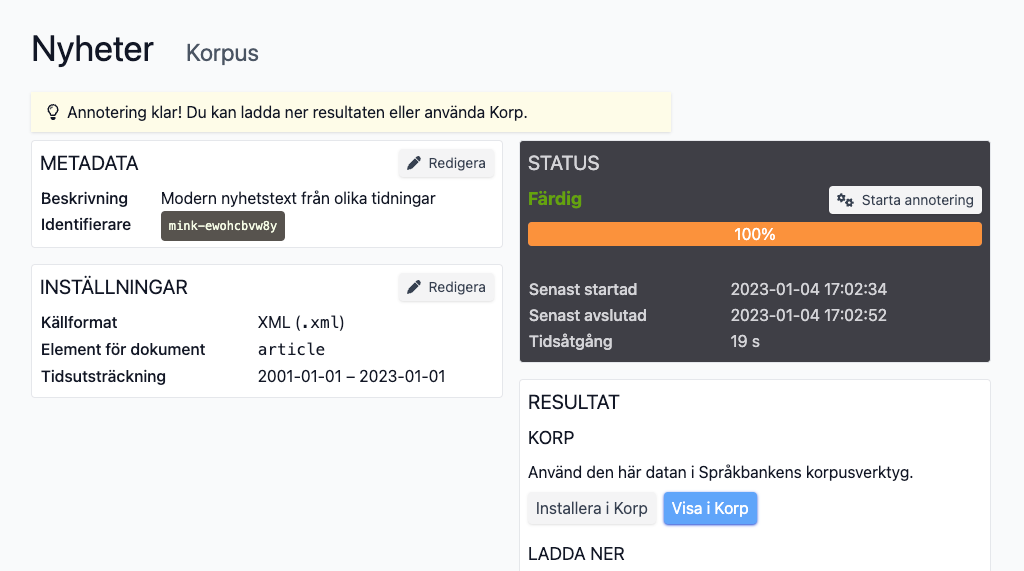 Nyheter Korpus
Annotering klar! Du kan ladda ner resultaten eller använda Korp.
METADATA
Redigera
Beskrivning Modern nyhetstext från olika tidningar
Identifierare mink-ewohcbvw8y
INSTÄLLNINGAR
Redigera
Källformat XML (.xml)
Element för dokument article
Tidsutsträckning 2001-01-01 – 2023-01-01
STATUS
Färdig
Starta annotering
100%
Senast startad 2023-01-04 17:02:34
Senast avslutad 2023-01-04 17:02:52
Tidsåtgång 19 s
RESULTAT
KORP
Använd den här datan i Språkbankens korpusverktyg.
Installera i Korp Visa i Korp
LADDA NER